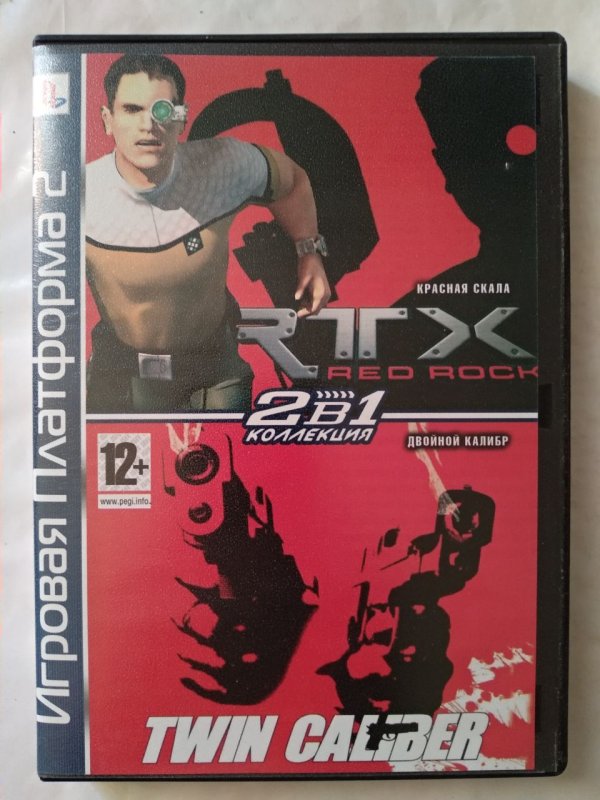 Игровая Платформа 2
КРАСНАЯ СКАЛА
RTX
RED ROCK
2В1
КОЛЛЕКЦИЯ
ДВОЙНОЙ КАЛИБР
12+
www.pegi.info
TWIN CALIBER